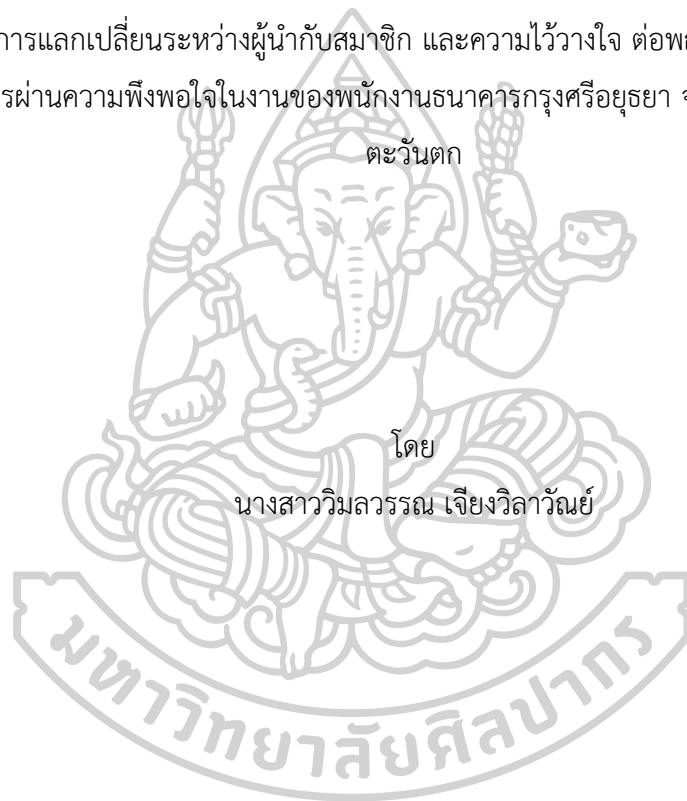 การแลกเปลี่ยนระหว่างผู้นำกับสมาชิก และความไว้วางใจ ต่อ
ผ่านความพึงพอใจในงานของพนักงานธนาคารกรุงศรีอยุธยา
ตะวันตก
โดย
นางสาววิมลวรรณ เจียงวิลาวัณย์
มหาวิทยาลัยศิลปากร